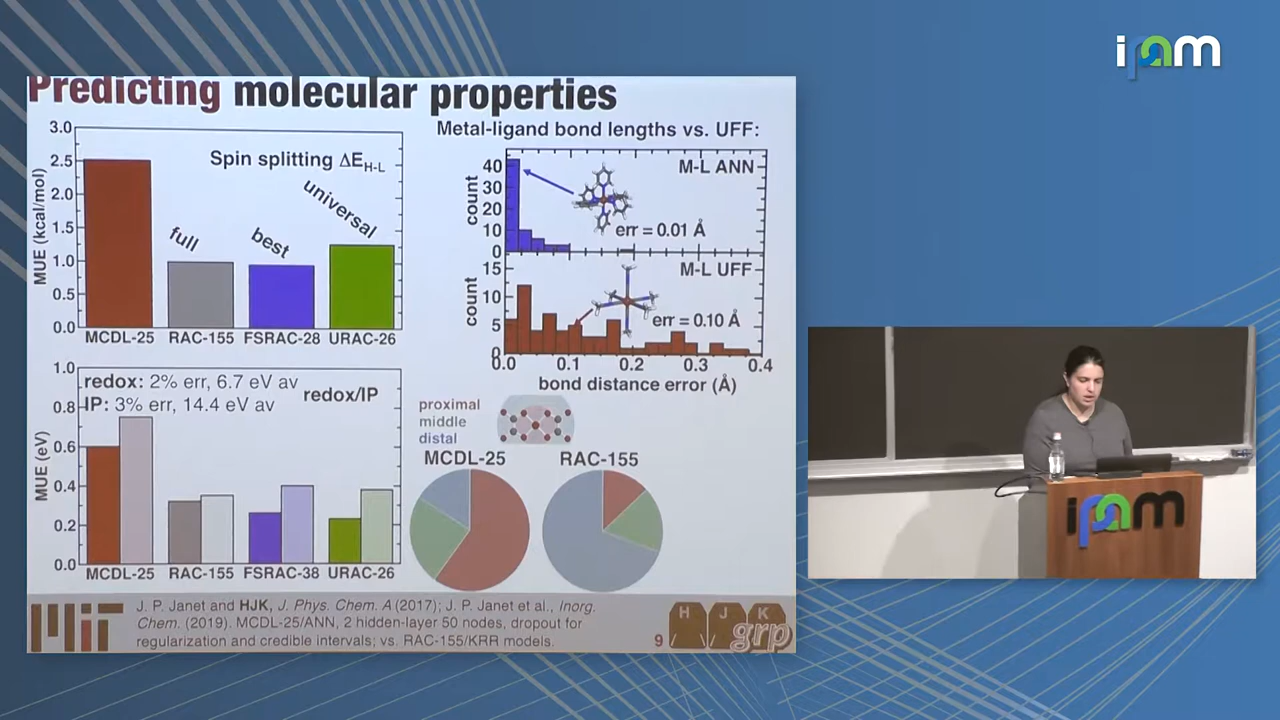 ipam
Predicting molecular properties
3.0
2.5
2.0
1.5
1.0
0.5
0.0
MUE (kcal/mol)
Spin splitting ΔEH-L
full
best
universal
MCDL-25 RAC-155 FSRAC-28 URAC-26
1.0
0.8
0.6
0.4
0.2
0.0
MUE (eV)
redox: 2% err, 6.7 eV av
IP: 3% err, 14.4 eV av
redox/IP
MCDL-25 RAC-155 FSRAC-38 URAC-26
Metal-ligand bond lengths vs. UFF:
40
30
20
10
0
count
M-L ANN
err = 0.01 Å
15
10
5
0
count
M-L UFF
err = 0.10 Å
0.0 0.1 0.2 0.3 0.4
bond distance error (Å)
proximal
middle
distal
MCDL-25 RAC-155
MIT
J. P. Janet and HJK, J. Phys. Chem. A (2017); J. P. Janet et al., Inorg.
Chem. (2019). MCDL-25/ANN, 2 hidden-layer 50 nodes, dropout for
regularization and credible intervals; vs. RAC-155/KRR models.
9
H J K
grp
ipam